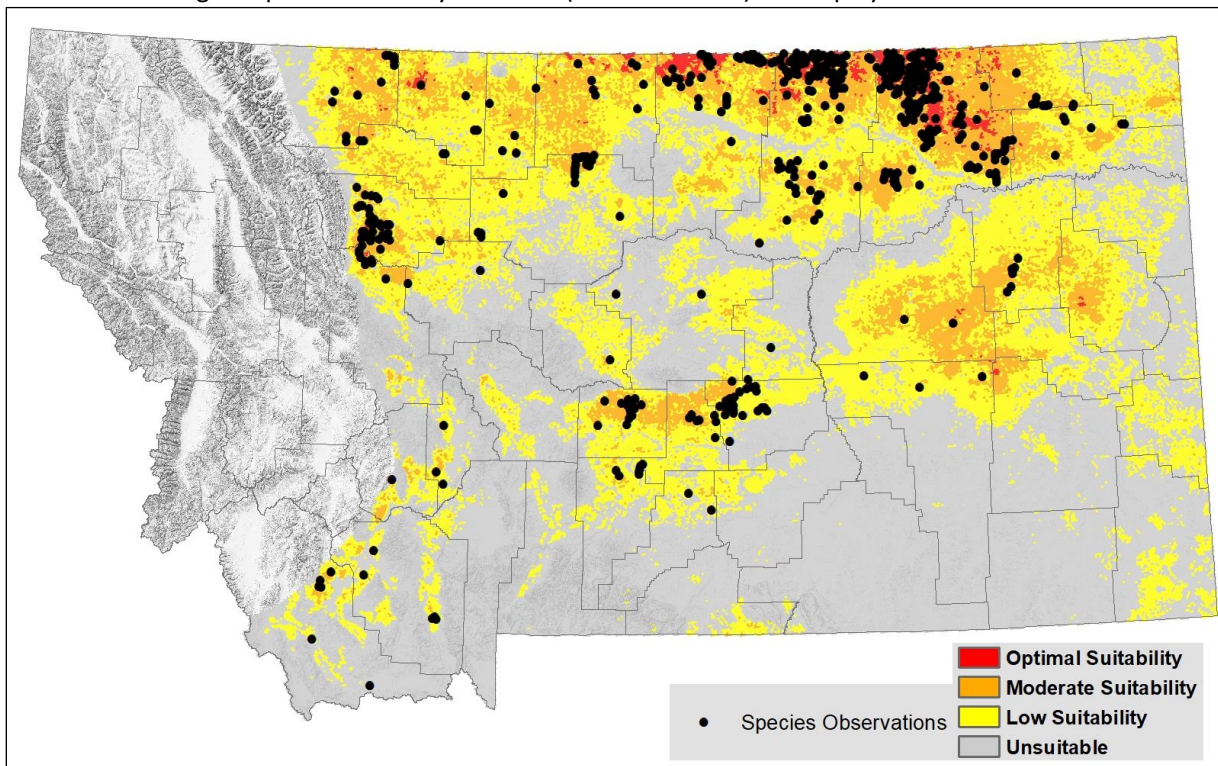 Species Observations
Optimal Suitability
Moderate Suitability
Low Suitability
Unsuitable